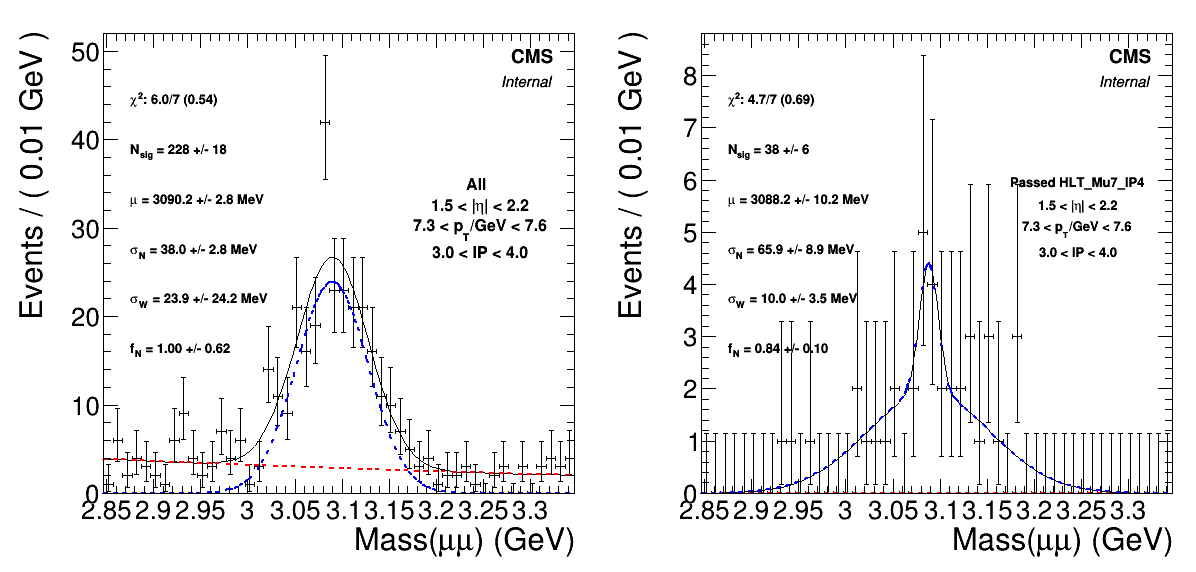 CMS
Internal
χ²: 6.0/7 (0.54)
N_sig = 228 +/- 18
μ = 3090.2 +/- 2.8 MeV
σ_N = 38.0 +/- 2.8 MeV
σ_W = 23.9 +/- 24.2 MeV
f_N = 1.00 +/- 0.62
All
1.5 < |η| < 2.2
7.3 < p_T/GeV < 7.6
3.0 < IP < 4.0
Events / ( 0.01 GeV )
50
40
30
20
10
0
2.85 2.9 2.95 3 3.05 3.1 3.15 3.2 3.25 3.3
Mass(μμ) (GeV)
CMS
Internal
χ²: 4.7/7 (0.69)
N_sig = 38 +/- 6
μ = 3088.2 +/- 10.2 MeV
σ_N = 65.9 +/- 8.9 MeV
σ_W = 10.0 +/- 3.5 MeV
f_N = 0.84 +/- 0.10
Passed HLT_Mu7_IP4
1.5 < |η| < 2.2
7.3 < p_T/GeV < 7.6
3.0 < IP < 4.0
Events / ( 0.01 GeV )
8
7
6
5
4
3
2
1
0
2.85 2.9 2.95 3 3.05 3.1 3.15 3.2 3.25 3.3
Mass(μμ) (GeV)